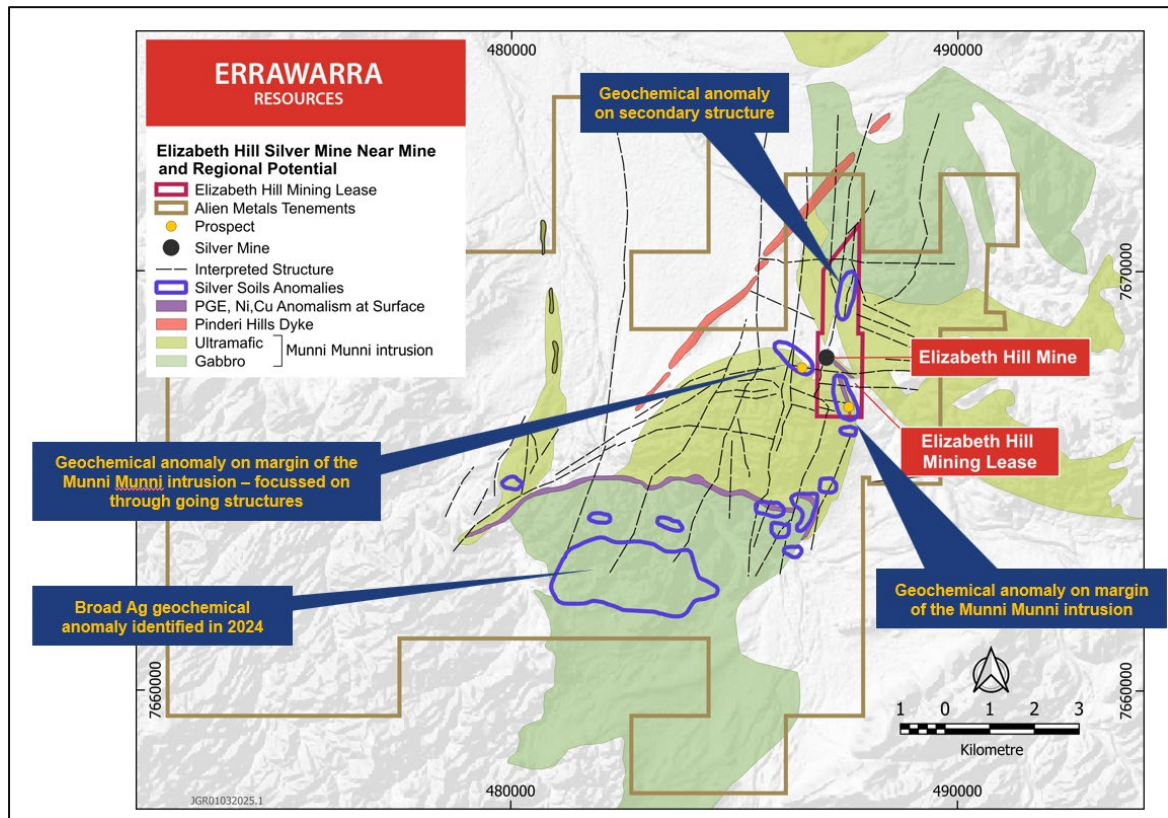 480000
490000
ERRAWARRA
RESOURCES
Elizabeth Hill Silver Mine Near Mine
and Regional Potential
Elizabeth Hill Mining Lease
Alien Metals Tenements
Prospect
Silver Mine
Interpreted Structure
Silver Soils Anomalies
PGE, Ni,Cu Anomalism at Surface
Pinderi Hills Dyke
Ultramafic
Gabbro
Munni Munni intrusion
Geochemical anomaly
on secondary structure
7670000
Elizabeth Hill Mine
Elizabeth Hill
Mining Lease
Geochemical anomaly on margin of the
Munni Munni intrusion – focussed on
through going structures
Geochemical anomaly on margin
of the Munni Munni intrusion
Broad Ag geochemical
anomaly identified in 2024
7660000
7660000
1 0 1 2 3
Kilometre
JGR01032025.1
480000
490000